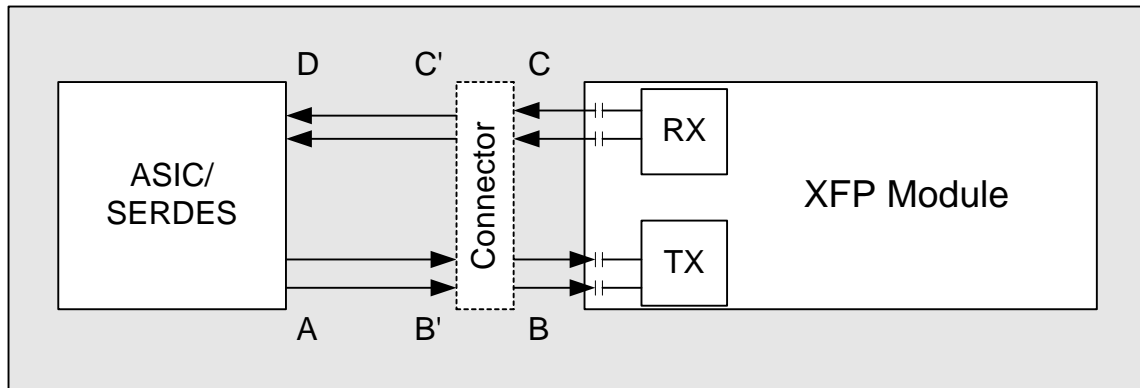 D
C'
C
ASIC/
SERDES
Connector
RX
XFP Module
TX
A
B'
B